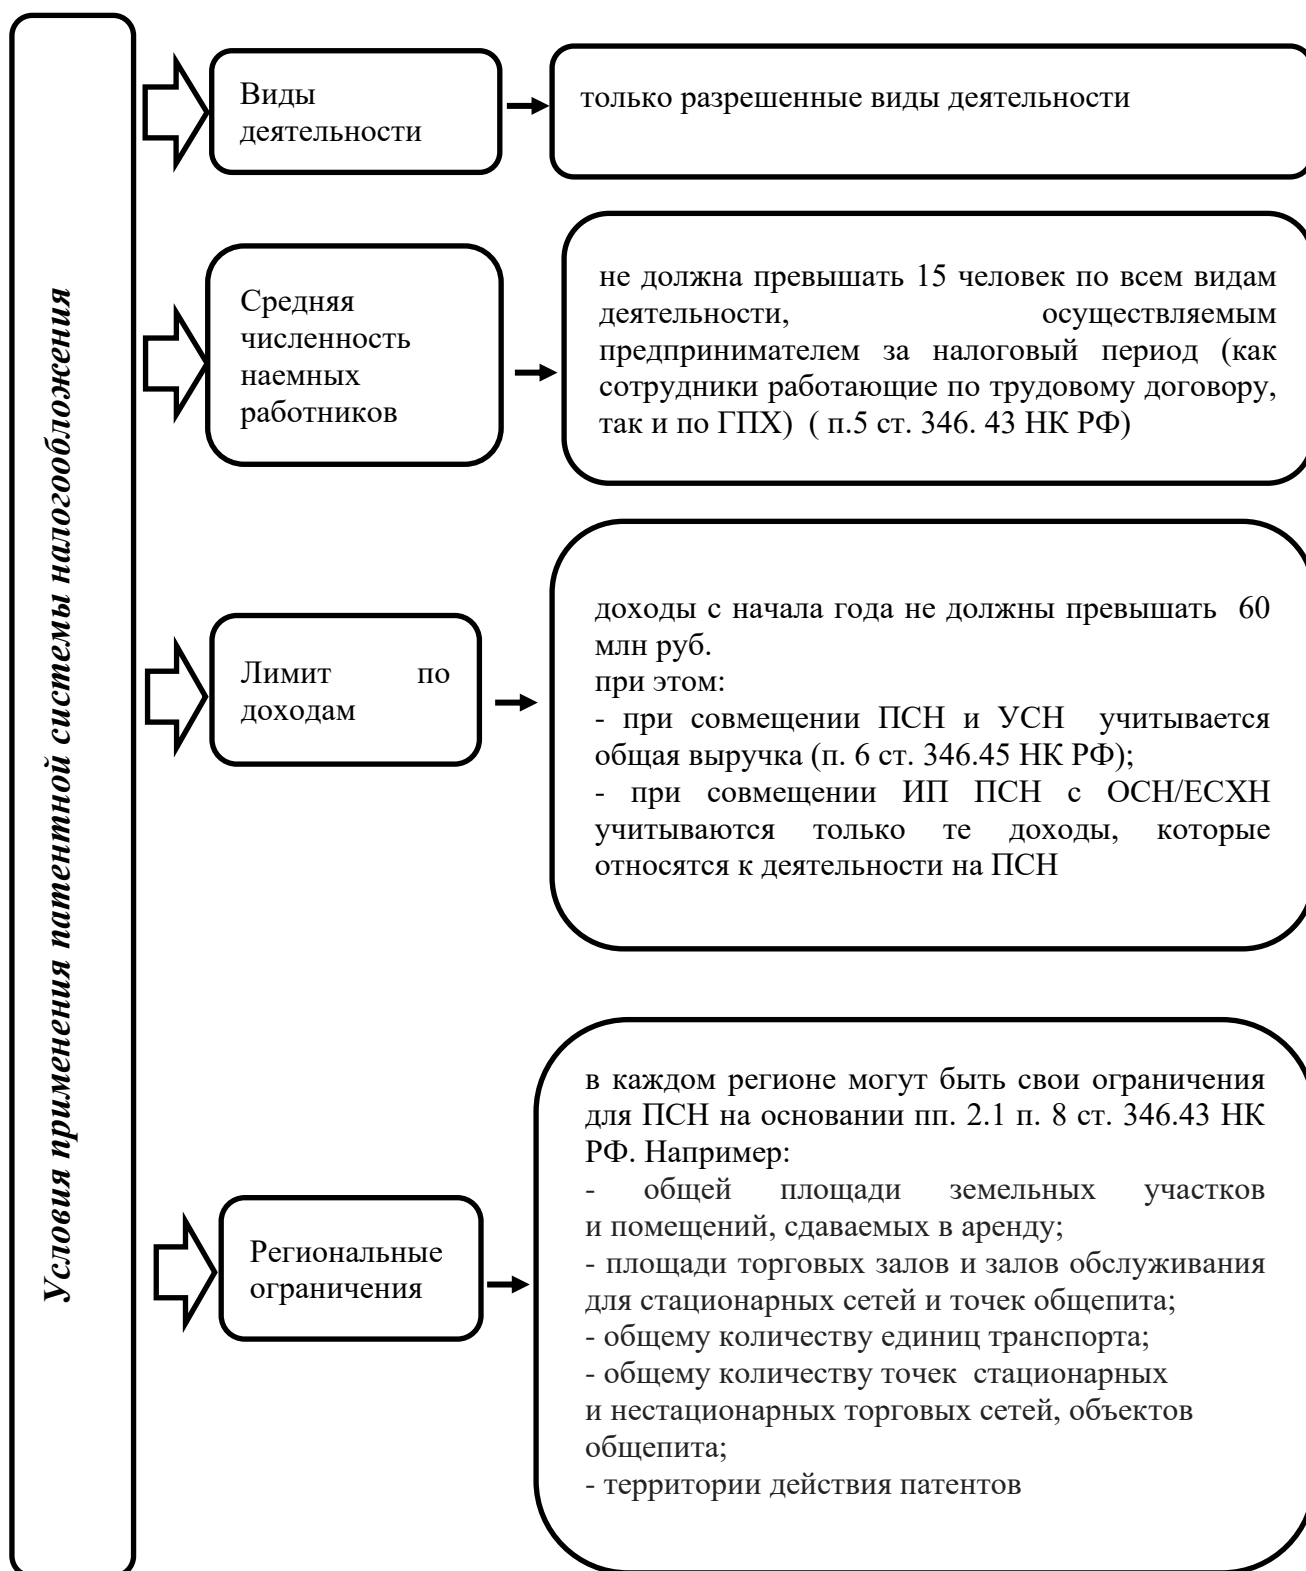 Условия применения патентной системы налогообложения
Виды
деятельности
только разрешенные виды деятельности
Средняя
численность
наемных
работников
не должна превышать 15 человек по всем видам
деятельности, осуществляемым
предпринимателем за налоговый период (как
сотрудники работающие по трудовому договору,
так и по ГПХ) ( п.5 ст. 346. 43 НК РФ)
Лимит по
доходам
доходы с начала года не должны превышать 60
млн руб.
при этом:
- при совмещении ПСН и УСН учитывается
общая выручка (п. 6 ст. 346.45 НК РФ);
- при совмещении ИП ПСН с ОСН/ЕСХН
учитываются только те доходы, которые
относятся к деятельности на ПСН
Региональные
ограничения
в каждом регионе могут быть свои ограничения
для ПСН на основании пп. 2.1 п. 8 ст. 346.43 НК
РФ. Например:
- общей площади земельных участков
и помещений, сдаваемых в аренду;
- площади торговых залов и залов обслуживания
для стационарных сетей и точек общепита;
- общему количеству единиц транспорта;
- общему количеству точек стационарных
и нестационарных торговых сетей, объектов
общепита;
- территории действия патентов